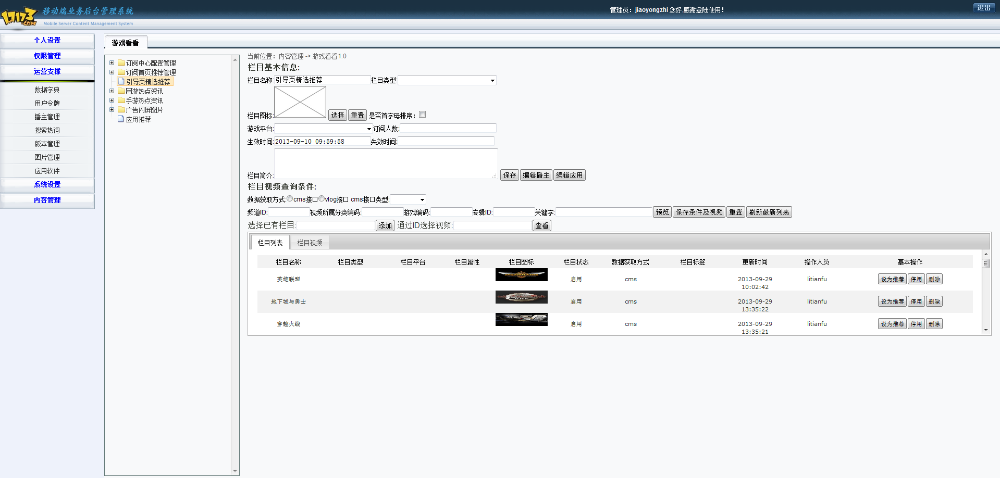 17173.COM 移动端业务后台管理系统
Mobile Server Content Management System
管理员：jiaoyongzhi 您好,感谢登陆使用！
退出
个人设置
权限管理
运营支撑
数据字典
用户令牌
播主管理
搜索热词
版本管理
图片管理
应用软件
系统设置
内容管理
游戏看看
订阅中心配置管理
订阅首页推荐管理
引导页精选推荐
网游热点资讯
手游热点资讯
广告闪屏图片
应用推荐
当前位置：内容管理 -> 游戏看看1.0
栏目基本信息:
栏目名称:引导页精选推荐 栏目类型:
栏目图标: 选择 重置 是否首字母排序：
游戏平台: 订阅人数:
生效时间:2013-09-10 09:59:58 失效时间:
栏目简介: 保存 编辑播主 编辑应用
栏目视频查询条件:
数据获取方式: cms接口 vlog接口 cms接口类型:
频道ID: 视频所属分类编码: 游戏编码: 专辑ID: 关键字: 预览 保存条件及视频 重置 刷新最新列表
选择已有栏目: 添加 通过ID选择视频: 查看
栏目列表 栏目视频
栏目名称 栏目类型 栏目平台 栏目属性 栏目图标 栏目状态 数据获取方式 栏目标签 更新时间 操作人员 基本操作
英雄联盟 启用 cms 2013-09-29 litianfu 设为推荐 停用 删除
10:02:42
地下城与勇士 启用 cms 2013-09-29 litianfu 设为推荐 停用 删除
13:35:22
穿越火线 启用 cms 2013-09-29 litianfu 设为推荐 停用 删除
13:35:21